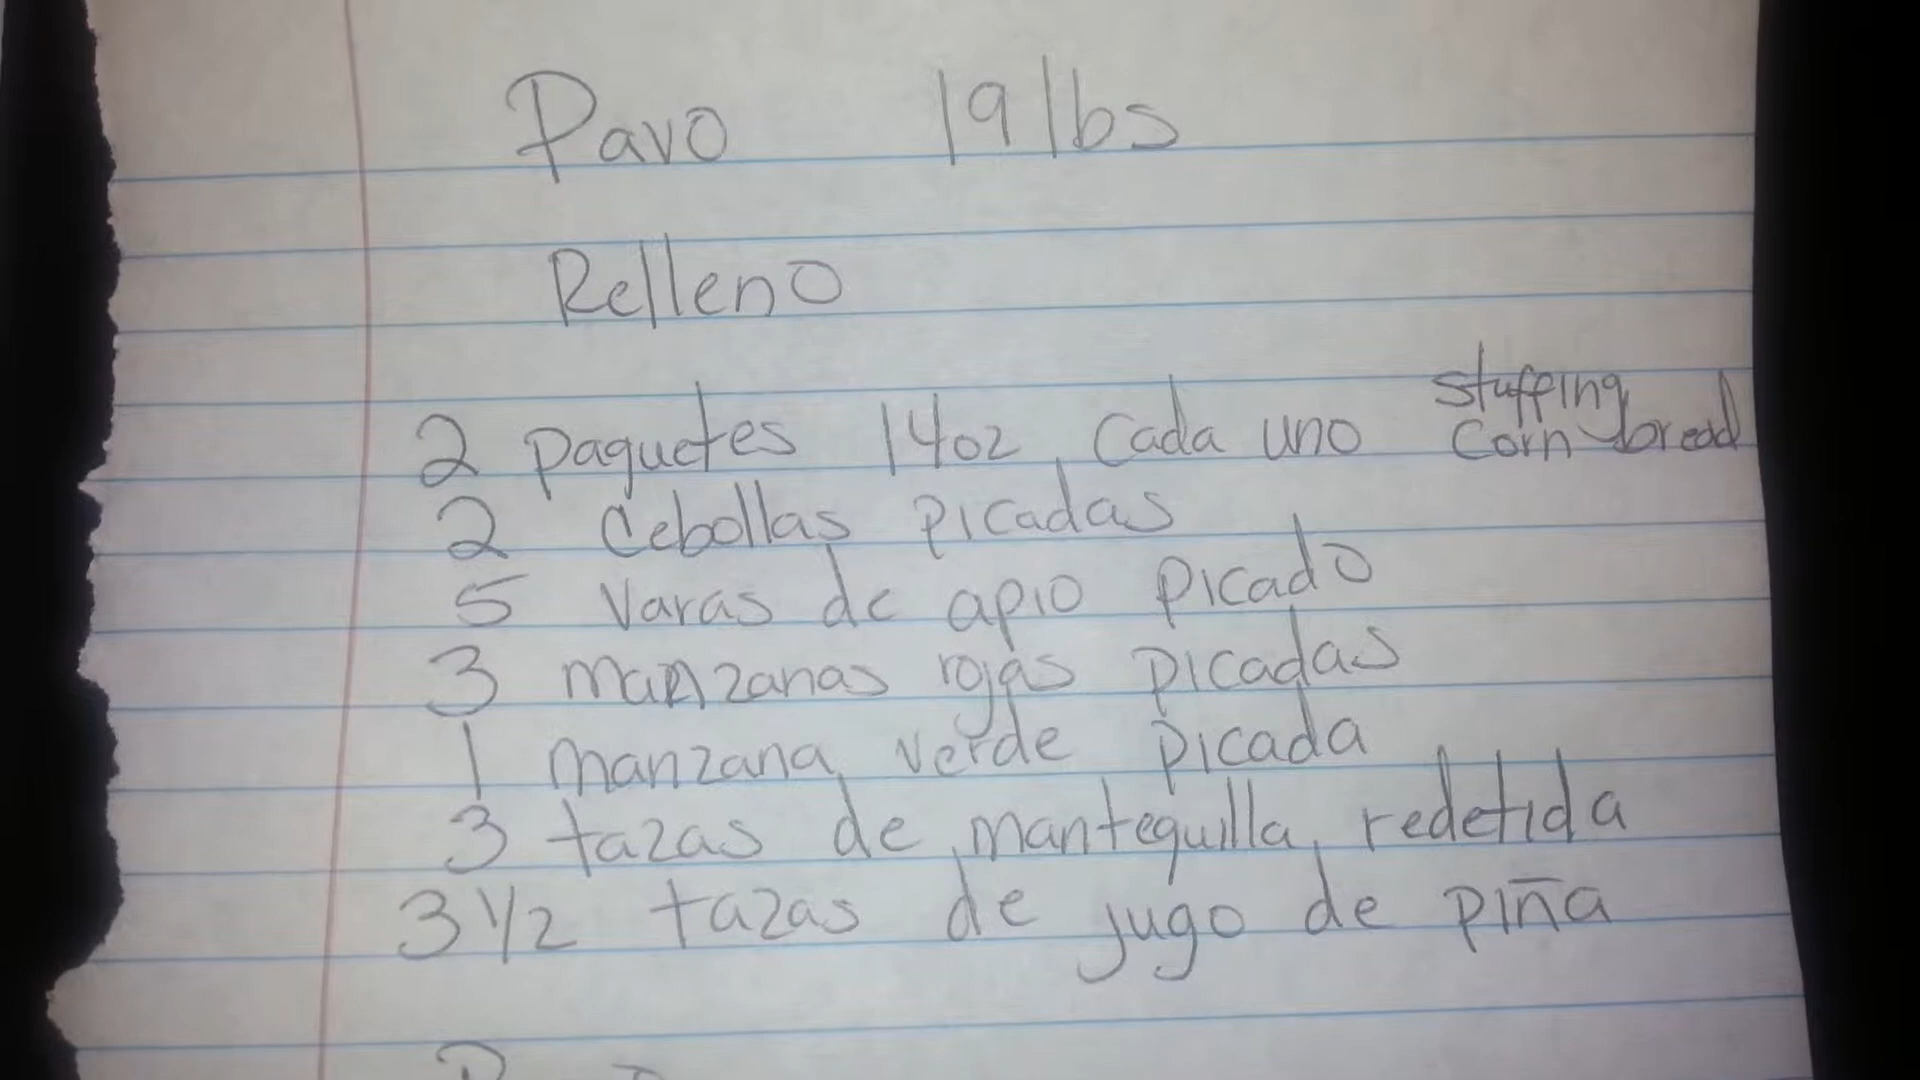 Pavo 19 lbs
Relleno
2 paquetes 14oz cada uno stuffing corn bread
2 cebollas picadas
5 varas de apio picado
3 manzanas rojas picadas
1 manzana verde picada
3 tazas de mantequilla redetida
3 1/2 tazas de jugo de piña